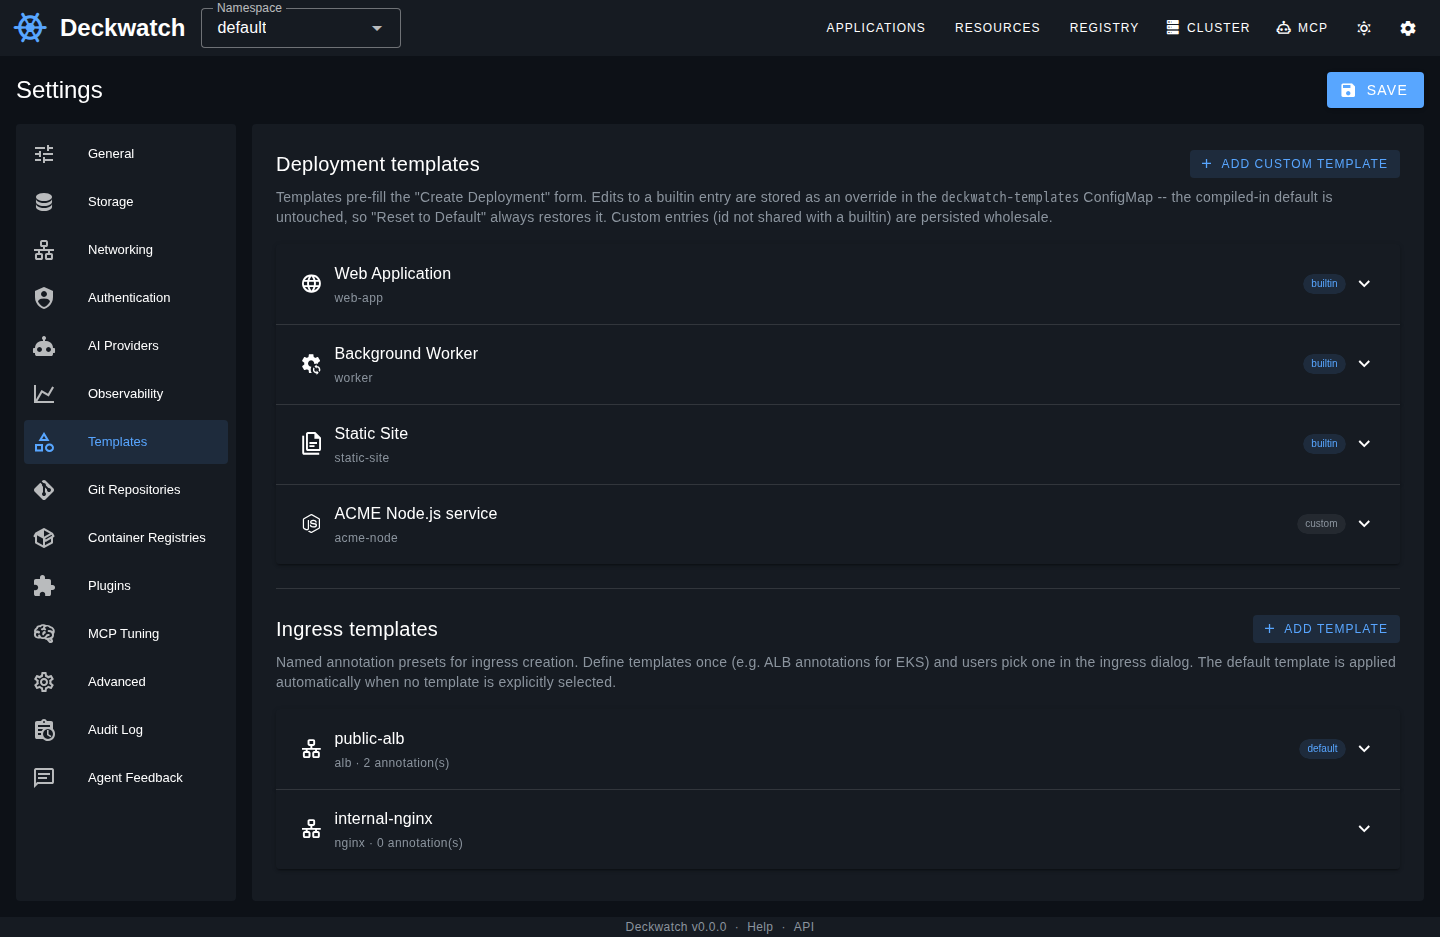 Deckwatch
Namespace
default
APPLICATIONS
RESOURCES
REGISTRY
CLUSTER
MCP
Settings
SAVE
General
Storage
Networking
Authentication
AI Providers
Observability
Templates
Git Repositories
Container Registries
Plugins
MCP Tuning
Advanced
Audit Log
Agent Feedback
Deployment templates
ADD CUSTOM TEMPLATE
Templates pre-fill the "Create Deployment" form. Edits to a builtin entry are stored as an override in the deckwatch-templates ConfigMap -- the compiled-in default is
untouched, so "Reset to Default" always restores it. Custom entries (id not shared with a builtin) are persisted wholesale.
Web Application
web-app
builtin
Background Worker
worker
builtin
Static Site
static-site
builtin
ACME Node.js service
acme-node
custom
Ingress templates
ADD TEMPLATE
Named annotation presets for ingress creation. Define templates once (e.g. ALB annotations for EKS) and users pick one in the ingress dialog. The default template is applied
automatically when no template is explicitly selected.
public-alb
alb · 2 annotation(s)
default
internal-nginx
nginx · 0 annotation(s)
Deckwatch v0.0.0 · Help · API